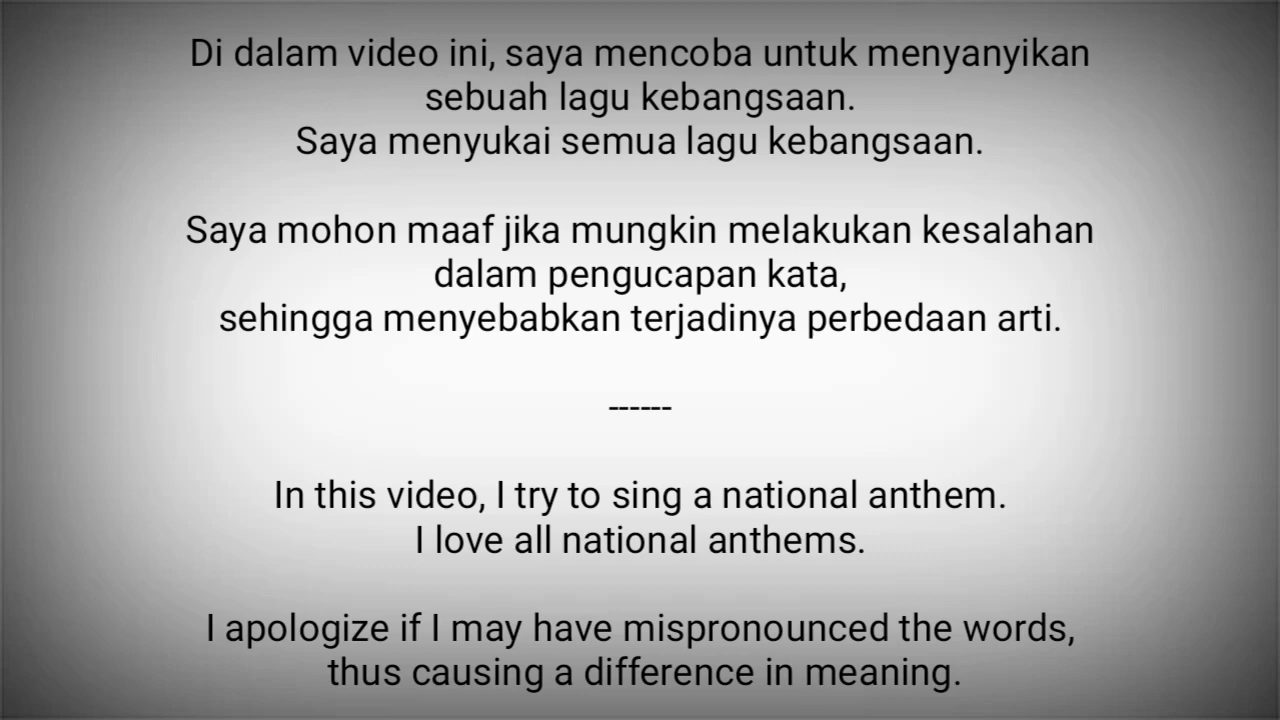 Di dalam video ini, saya mencoba untuk menyanyikan
sebuah lagu kebangsaan.
Saya menyukai semua lagu kebangsaan.
Saya mohon maaf jika mungkin melakukan kesalahan
dalam pengucapan kata,
sehingga menyebabkan terjadinya perbedaan arti.
------
In this video, I try to sing a national anthem.
I love all national anthems.
I apologize if I may have mispronounced the words,
thus causing a difference in meaning.